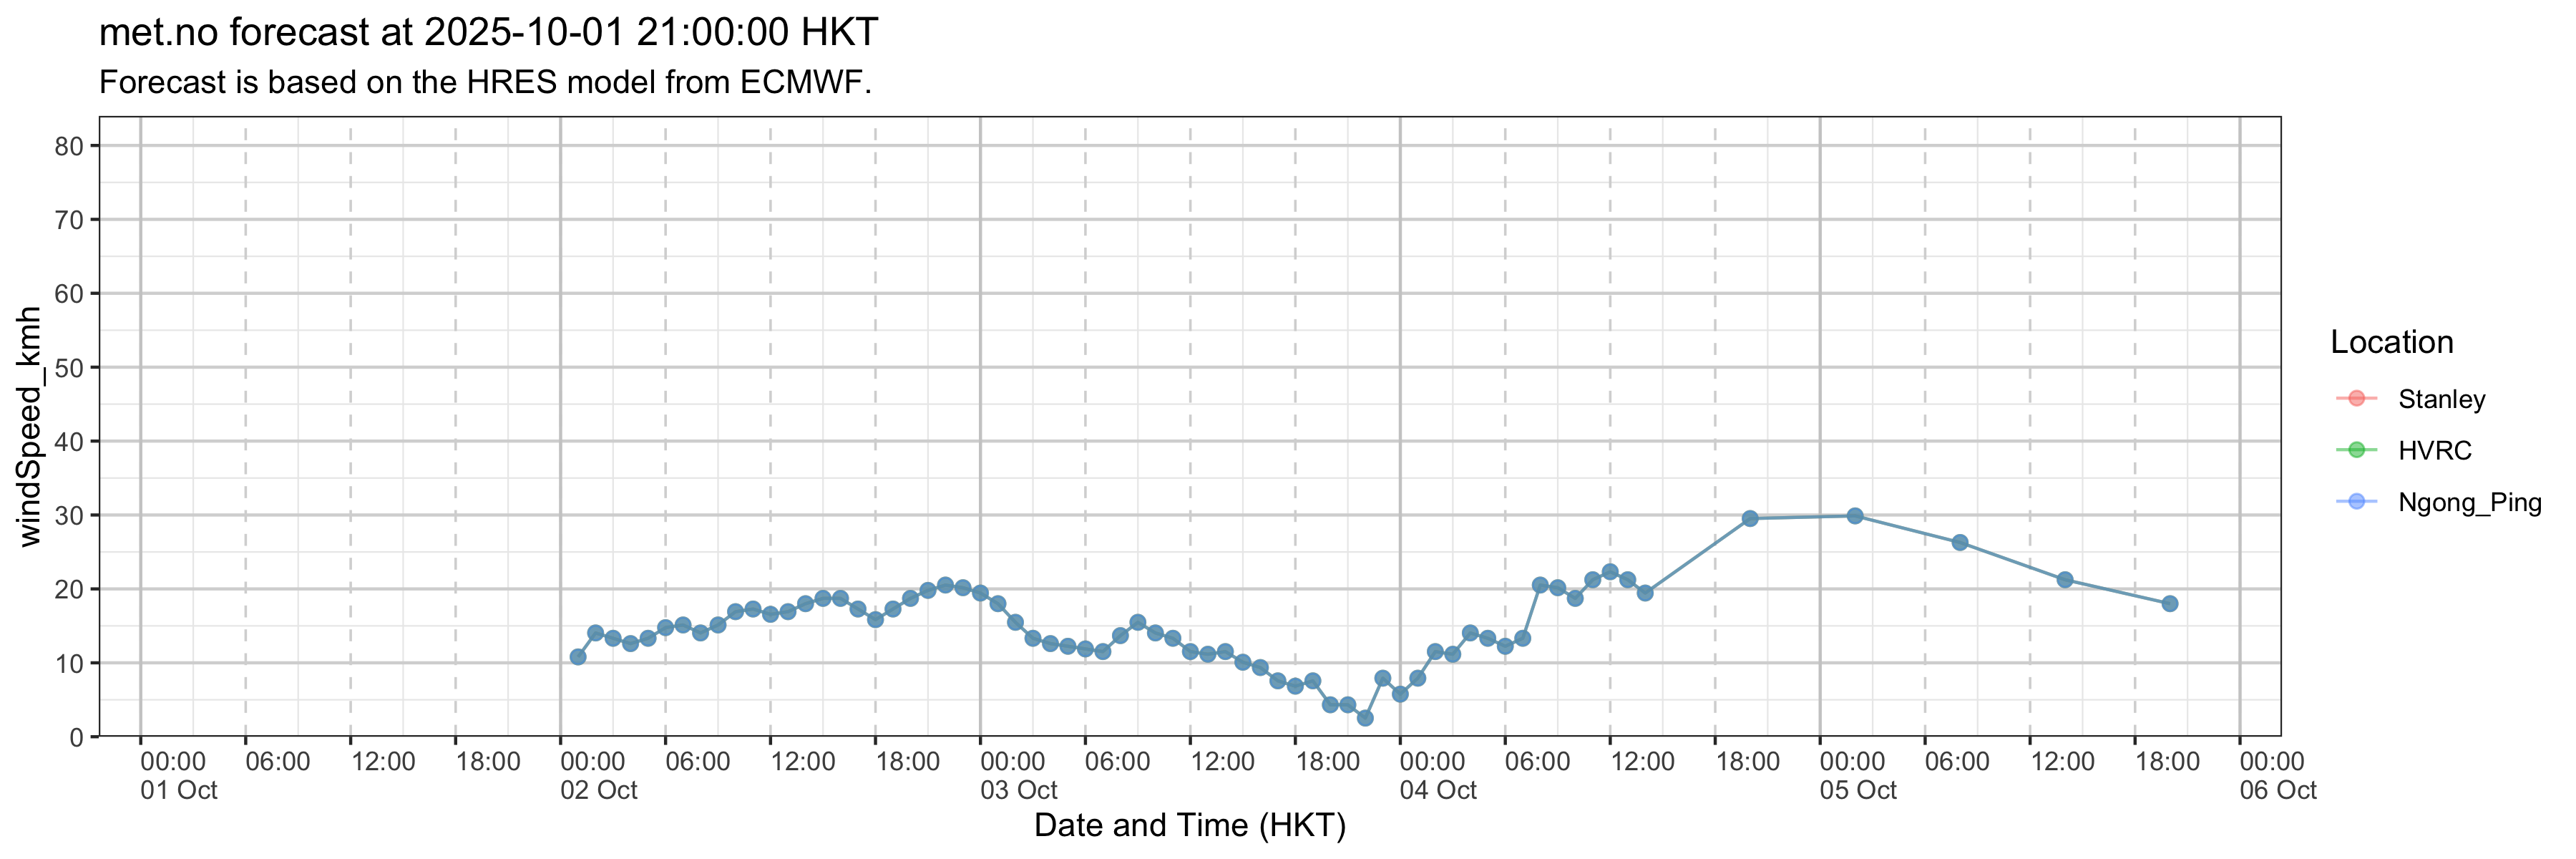 met.no forecast at 2025-10-01 21:00:00 HKT
Forecast is based on the HRES model from ECMWF.
80
70
60
50
40
30
20
10
0
windSpeed_kmh
00:00 06:00 12:00 18:00 00:00 06:00 12:00 18:00 00:00 06:00 12:00 18:00 00:00 06:00 12:00 18:00 00:00 06:00 12:00 18:00 00:00
01 Oct 02 Oct 03 Oct 04 Oct 05 Oct 06 Oct
Date and Time (HKT)
Location
Stanley
HVRC
Ngong_Ping